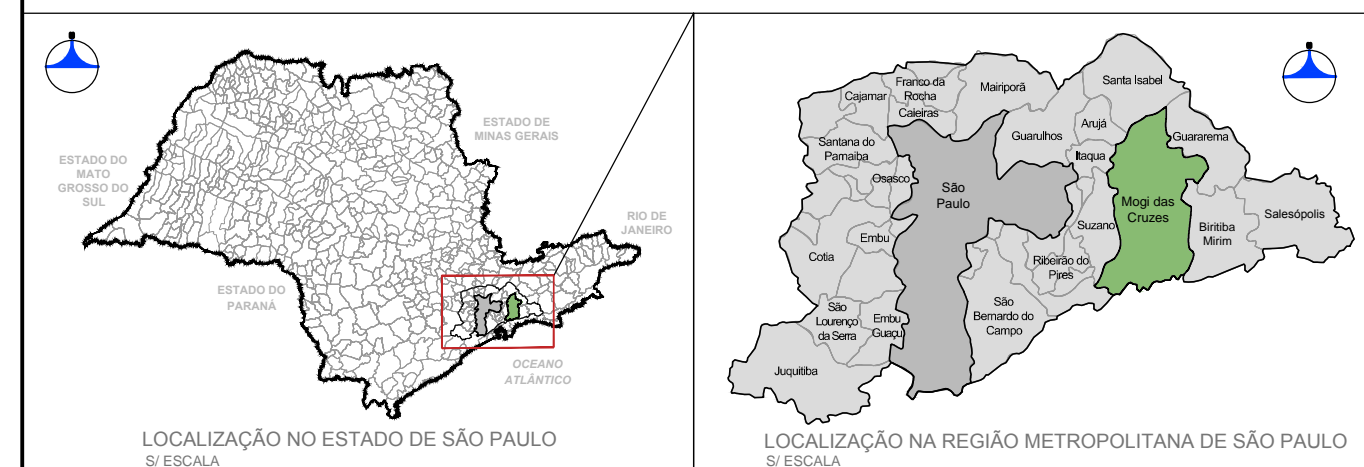 ESTADO DE
MINAS GERAIS
ESTADO DO
MATO
GROSSO DO
SUL
RIO DE
JANEIRO
ESTADO DO
PARANÁ
OCEANO
ATLÂNTICO
LOCALIZAÇÃO NO ESTADO DE SÃO PAULO
S/ ESCALA
Franco da
Rocha
Cajamar
Caieiras
Mairiporã
Santa Isabel
Santana do
Parnaiba
Guarulhos
Arujá
Guararema
Itaqua
Osasco
São
Paulo
Mogi das
Cruzes
Salesópolis
Suzano
Biritiba
Mirim
Embu
Cotia
Ribeirão do
Pires
São
Lourenço
da Serra
Embu
Guaçu
São
Bernardo do
Campo
Juquitiba
LOCALIZAÇÃO NA REGIÃO METROPOLITANA DE SÃO PAULO
S/ ESCALA